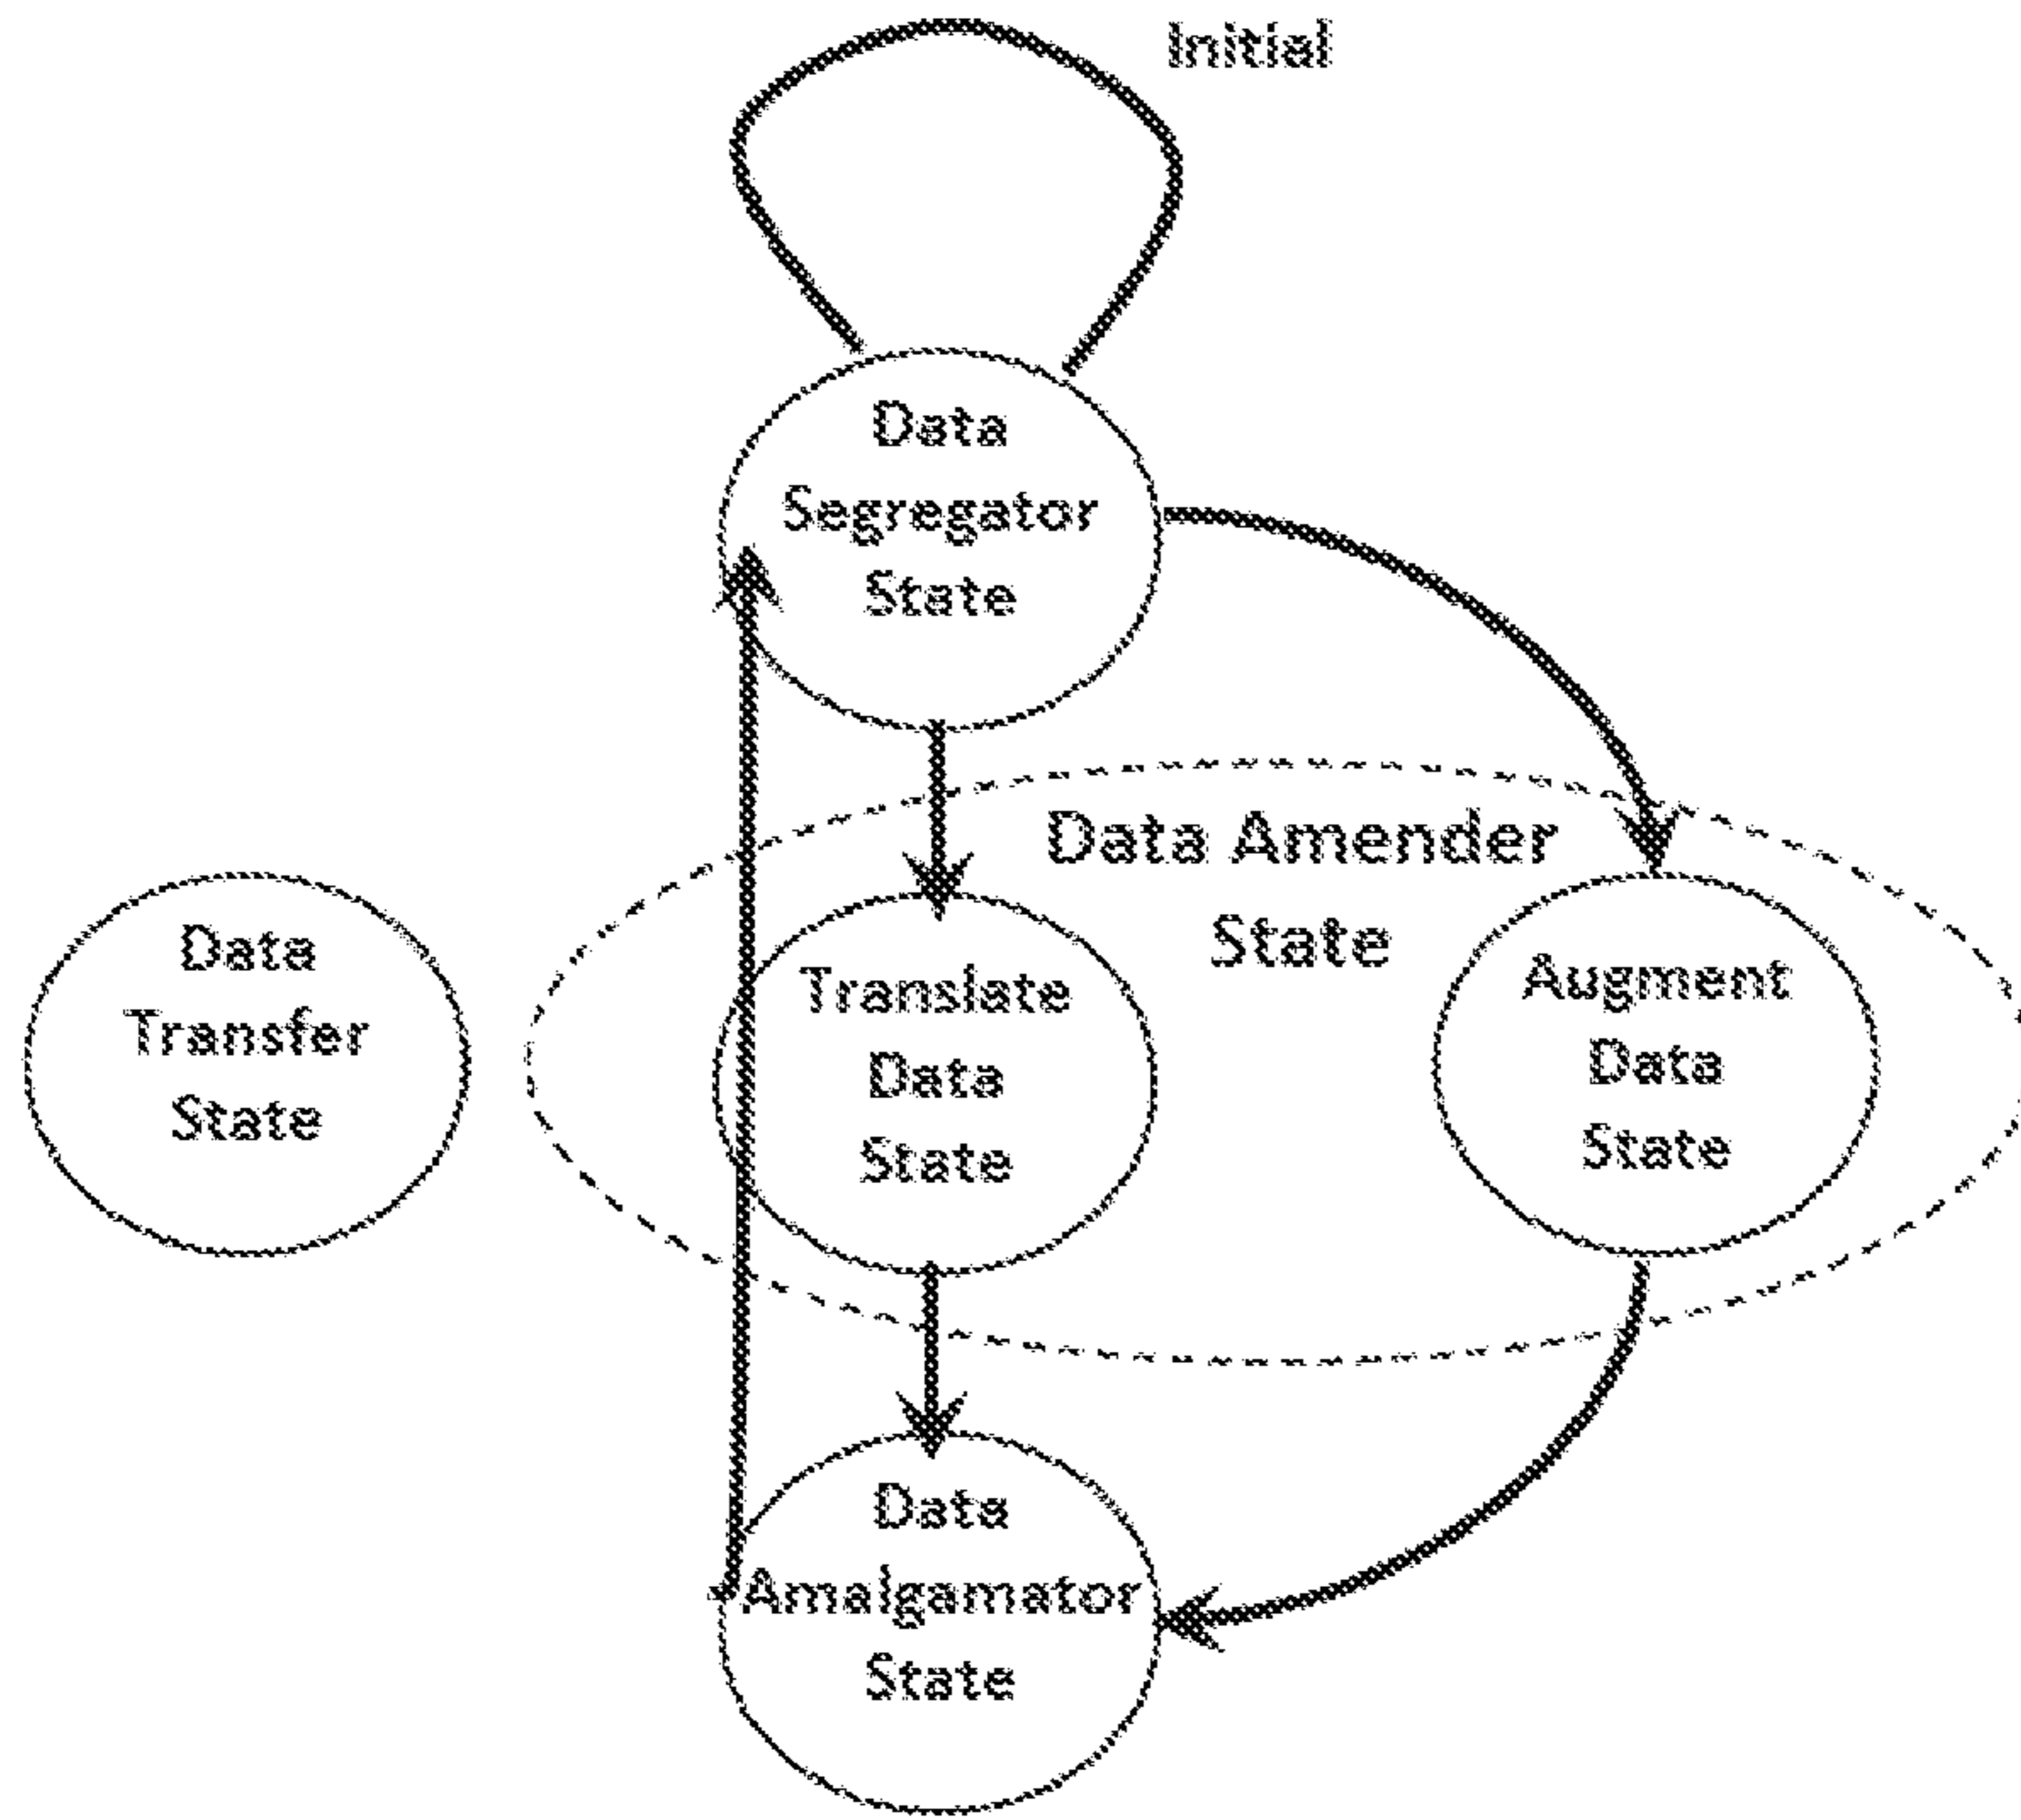 Initial
Data
Segregator
State
Data Amender
State
Data
Transfer
State
Translate
Data
State
Augment
Data
State
Data
Amalgamator
State